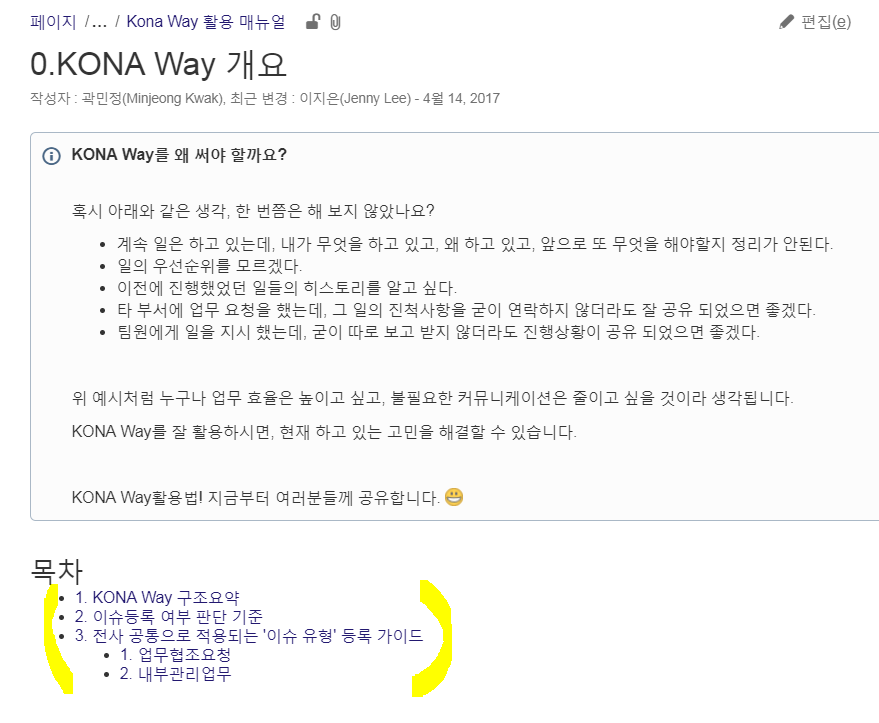 페이지 /... / Kona Way 활용 매뉴얼
편집(e)
0.KONA Way 개요
작성자 : 곽민정(Minjeong Kwak), 최근 변경 : 이지은(Jenny Lee) - 4월 14, 2017
KONA Way를 왜 써야 할까요?
혹시 아래와 같은 생각, 한 번쯤은 해 보지 않았나요?
계속 일은 하고 있는데, 내가 무엇을 하고 있고, 왜 하고 있고, 앞으로 또 무엇을 해야할지 정리가 안된다.
일의 우선순위를 모르겠다.
이전에 진행했었던 일들의 히스토리를 알고 싶다.
타 부서에 업무 요청을 했는데, 그 일의 진척사항을 굳이 연락하지 않더라도 잘 공유 되었으면 좋겠다.
팀원에게 일을 지시 했는데, 굳이 따로 보고 받지 않더라도 진행상황이 공유 되었으면 좋겠다.
위 예시처럼 누구나 업무 효율은 높이고 싶고, 불필요한 커뮤니케이션은 줄이고 싶을 것이라 생각됩니다.
KONA Way를 잘 활용하시면, 현재 하고 있는 고민을 해결할 수 있습니다.
KONA Way활용법! 지금부터 여러분들께 공유합니다.
목차
1. KONA Way 구조요약
2. 이슈등록 여부 판단 기준
3. 전사 공통으로 적용되는 '이슈 유형' 등록 가이드
1. 업무협조요청
2. 내부관리업무